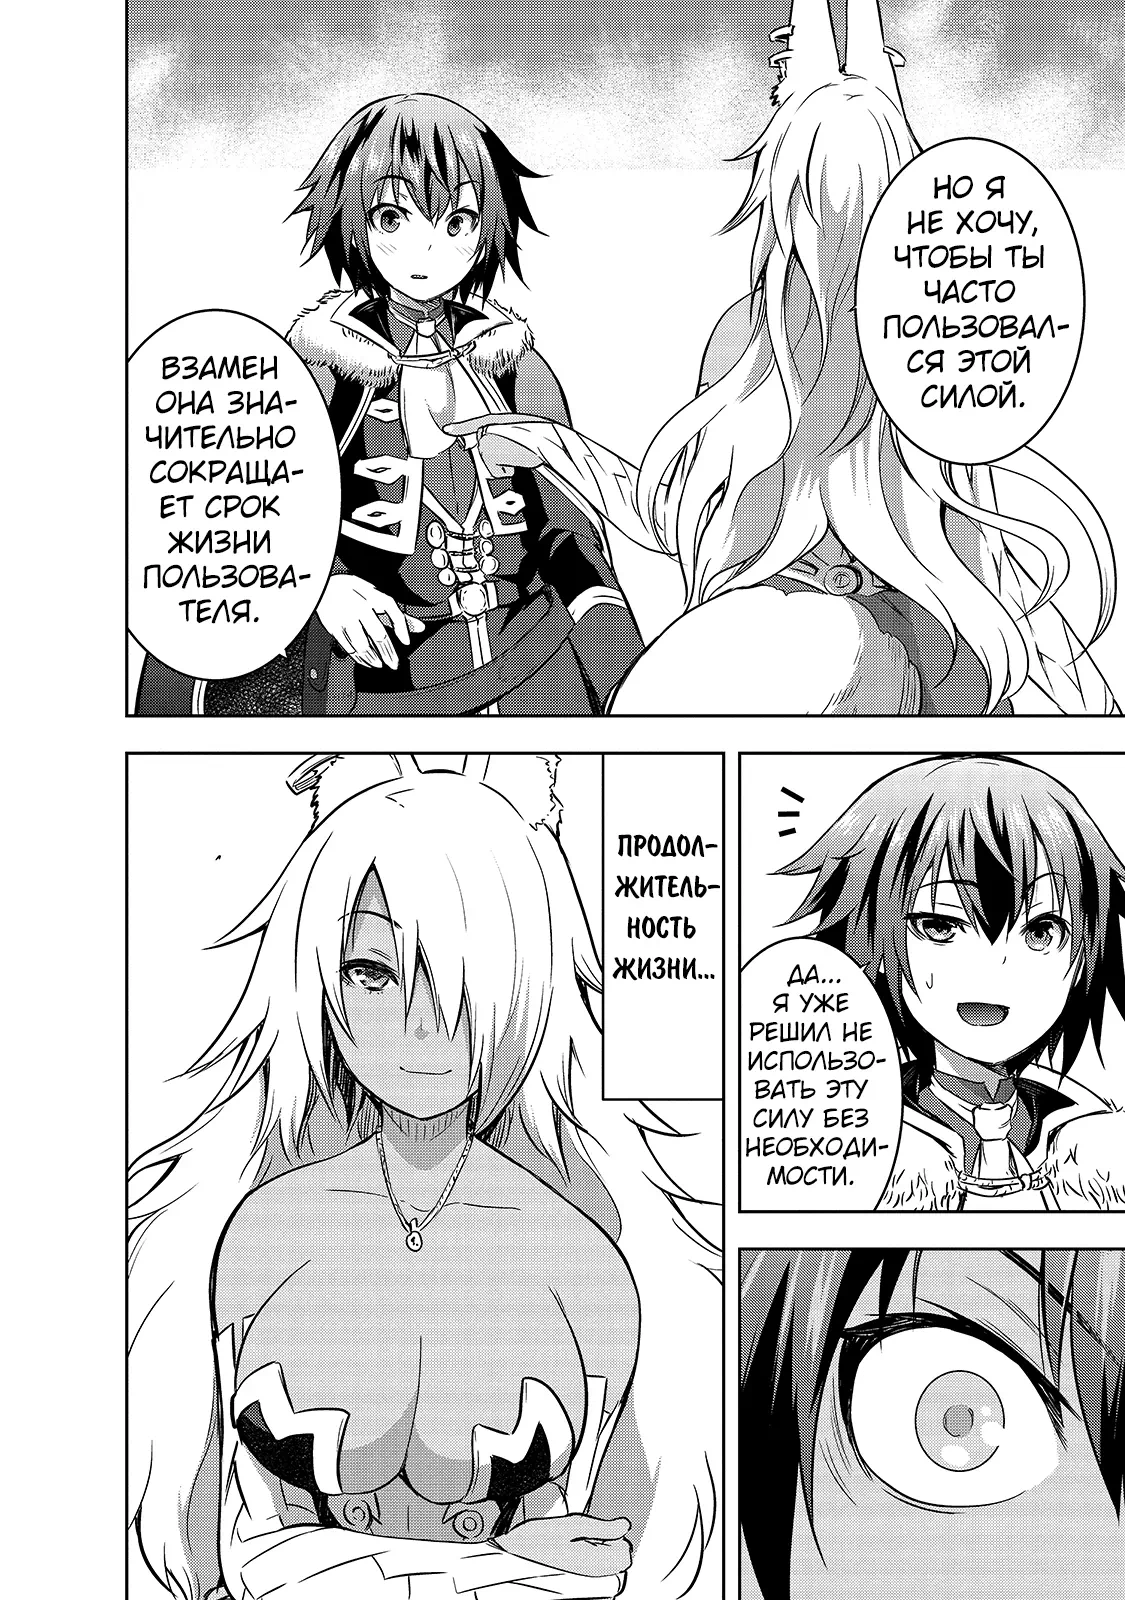 НО Я
НЕ ХОЧУ,
ЧТОБЫ ТЫ
ЧАСТО
ПОЛЬЗОВАЛ-
СЯ ЭТОЙ
СИЛОЙ.
ВЗАМЕН
ОНА ЗНА-
ЧИТЕЛЬНО
СОКРАЩА-
ЕТ СРОК
ЖИЗНИ
ПОЛЬЗОВА-
ТЕЛЯ.
ДА...
Я УЖЕ
РЕШИЛ НЕ
ИСПОЛЬЗО-
ВАТЬ ЭТУ
СИЛУ БЕЗ
НЕОБХОДИ-
МОСТИ.
ПРОДОЛ-
ЖИТЕЛЬ-
НОСТЬ
ЖИЗНИ...